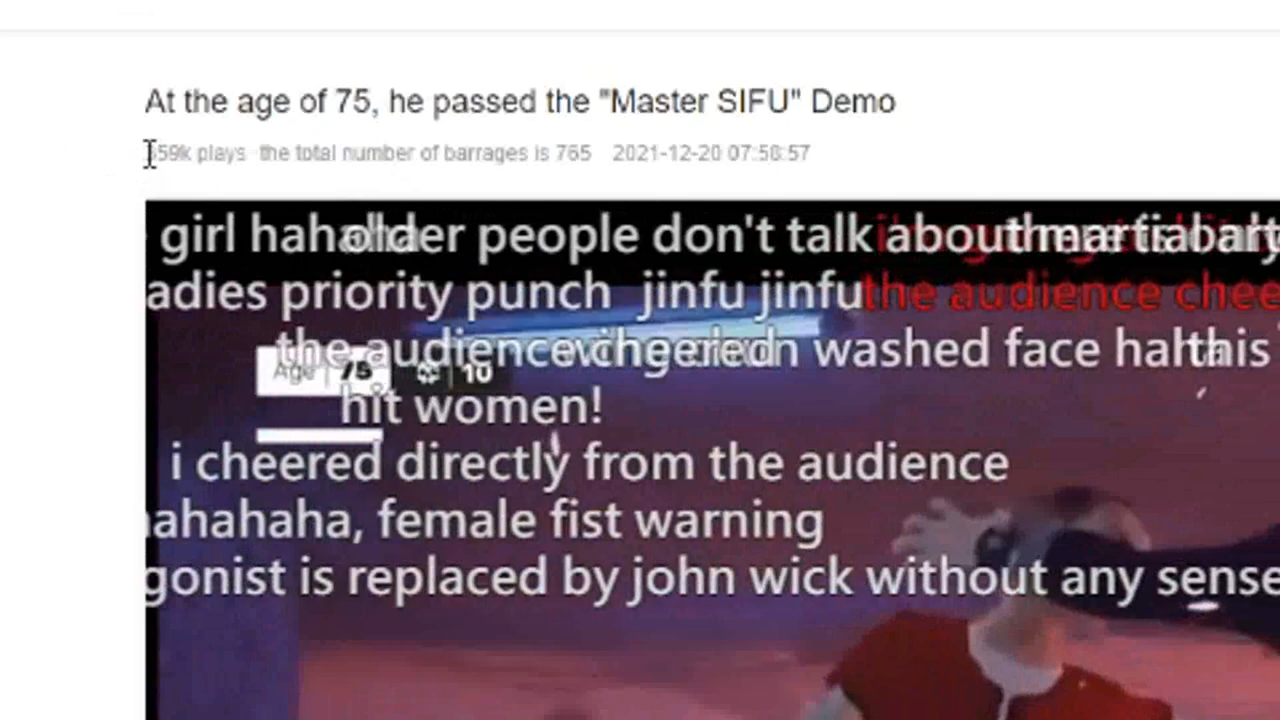 At the age of 75, he passed the "Master SIFU" Demo
59k plays the total number of barrages is 765 2021-12-20 07:58:57
girl haha older people don't talk about martial arts
adies priority punch jinfu jinfu the audience chee
the audience cheered n washed face haha this
Age 75 10
hit women!
i cheered directly from the audience
ahahaha, female fist warning
gonist is replaced by john wick without any sense